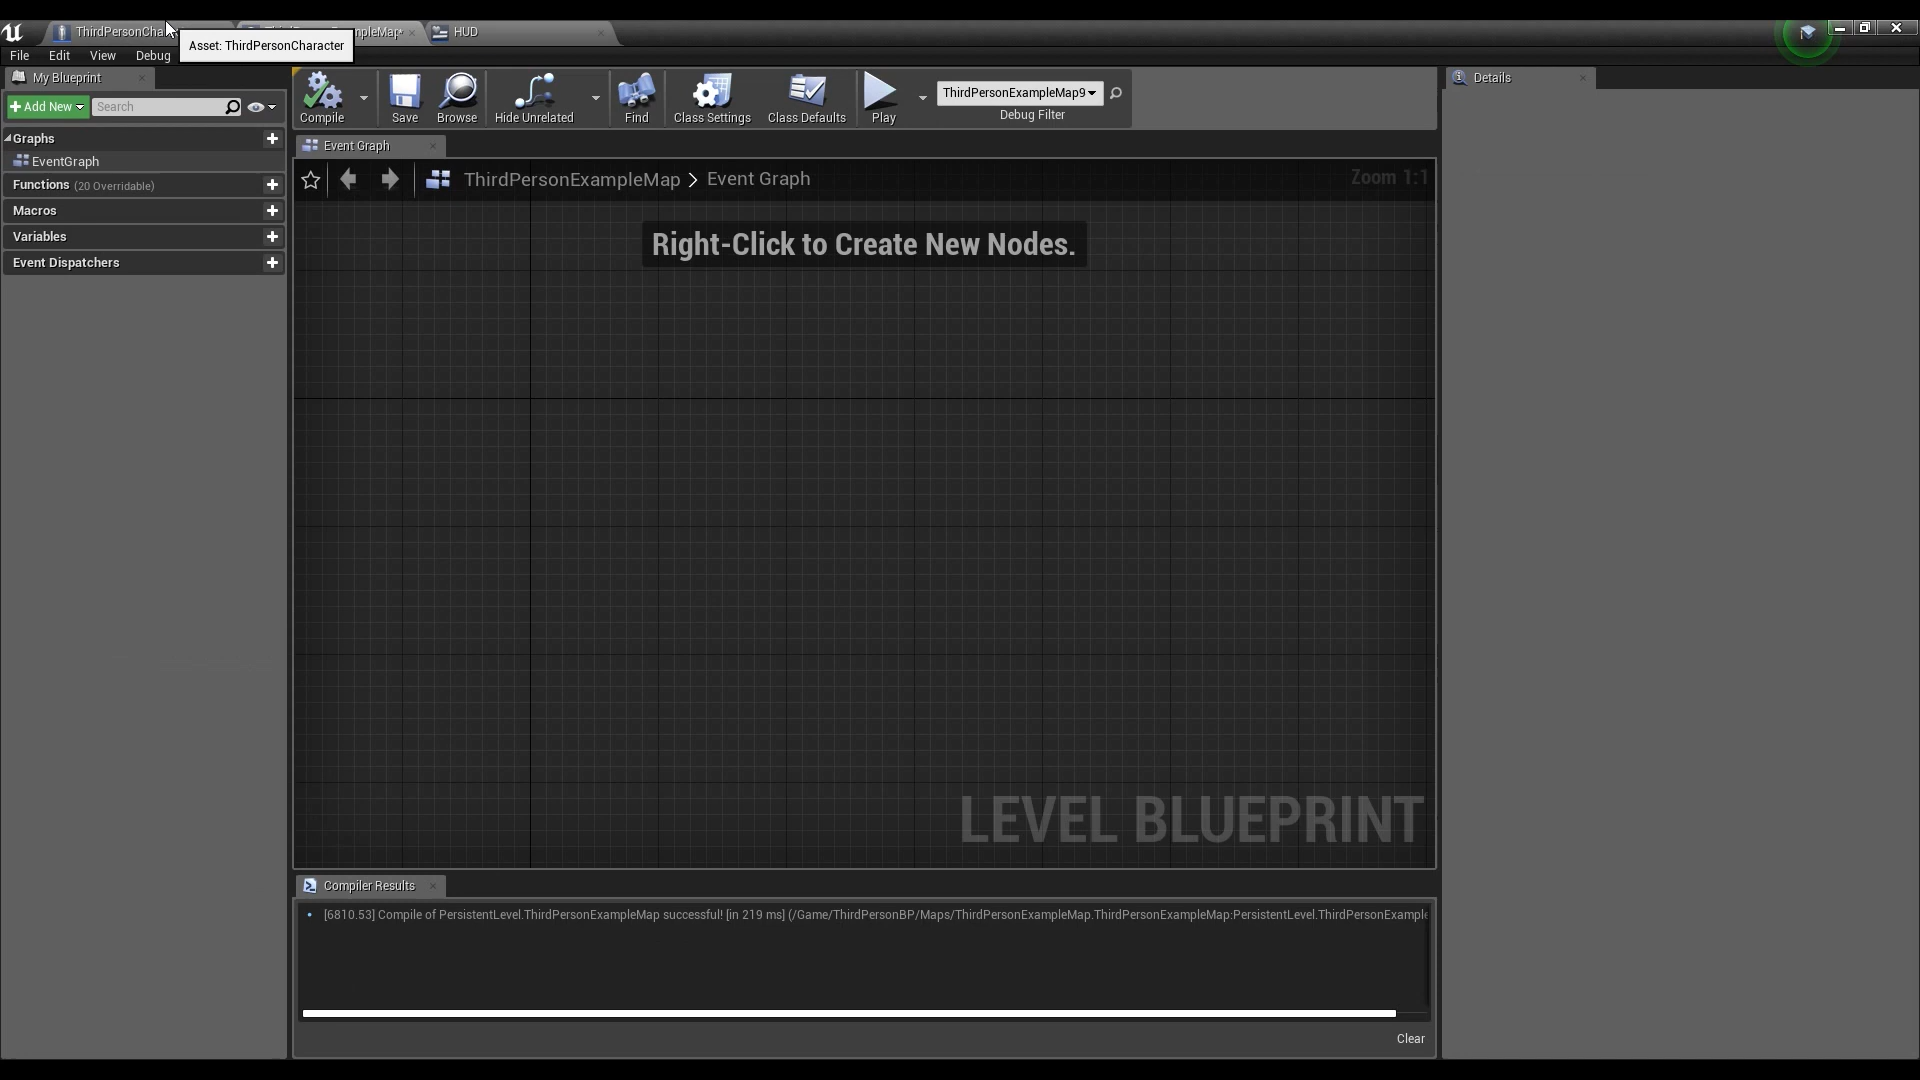 ThirdPersonCha
mpleMap*
HUD
Asset: ThirdPersonCharacter
File
Edit
View
Debug
My Blueprint
Details
Add New
Search
Compile
Save
Browse
Hide Unrelated
Find
Class Settings
Class Defaults
Play
ThirdPersonExampleMap9
Debug Filter
Graphs
EventGraph
Functions (20 Overridable)
Macros
Variables
Event Dispatchers
Event Graph
ThirdPersonExampleMap > Event Graph
Zoom 1:1
Right-Click to Create New Nodes.
LEVEL BLUEPRINT
Compiler Results
[6810.53] Compile of PersistentLevel.ThirdPersonExampleMap successful! [in 219 ms] (/Game/ThirdPersonBP/Maps/ThirdPersonExampleMap.ThirdPersonExampleMap:PersistentLevel.ThirdPersonExample
Clear